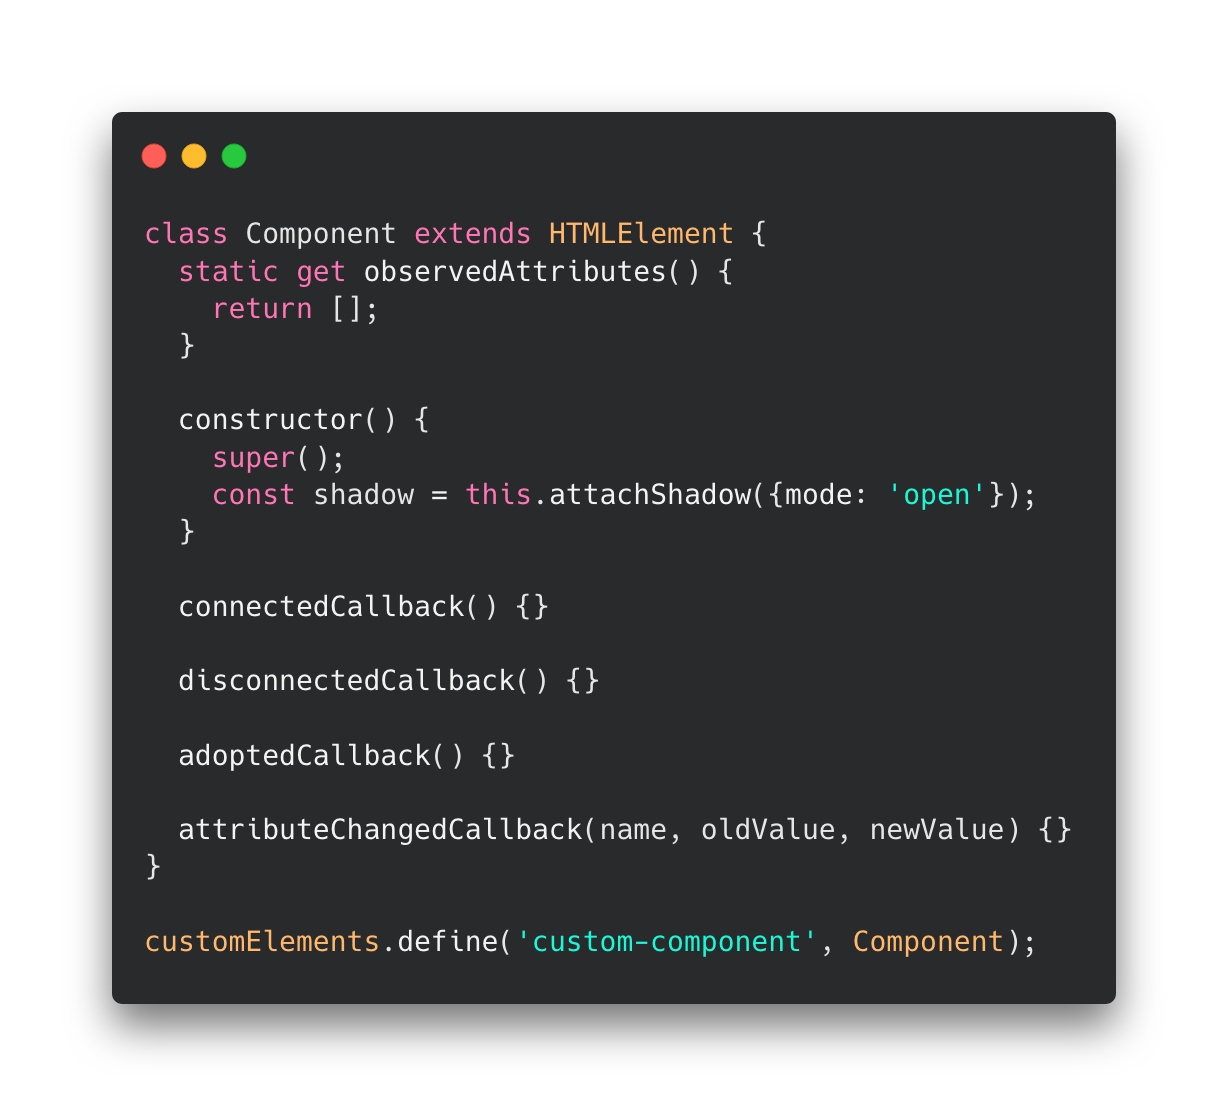 class Component extends HTMLElement {
  static get observedAttributes() {
    return [];
  }

  constructor() {
    super();
    const shadow = this.attachShadow({mode: 'open'});
  }

  connectedCallback() {}

  disconnectedCallback() {}

  adoptedCallback() {}

  attributeChangedCallback(name, oldValue, newValue) {}
}

customElements.define('custom-component', Component);